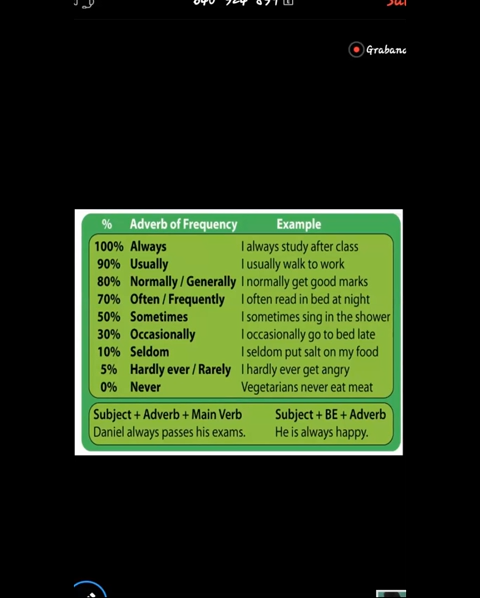 Graband
% Adverb of Frequency Example
100% Always I always study after class
90% Usually I usually walk to work
80% Normally / Generally I normally get good marks
70% Often / Frequently I often read in bed at night
50% Sometimes I sometimes sing in the shower
30% Occasionally I occasionally go to bed late
10% Seldom I seldom put salt on my food
5% Hardly ever / Rarely I hardly ever get angry
0% Never Vegetarians never eat meat
Subject + Adverb + Main Verb Subject + BE + Adverb
Daniel always passes his exams. He is always happy.